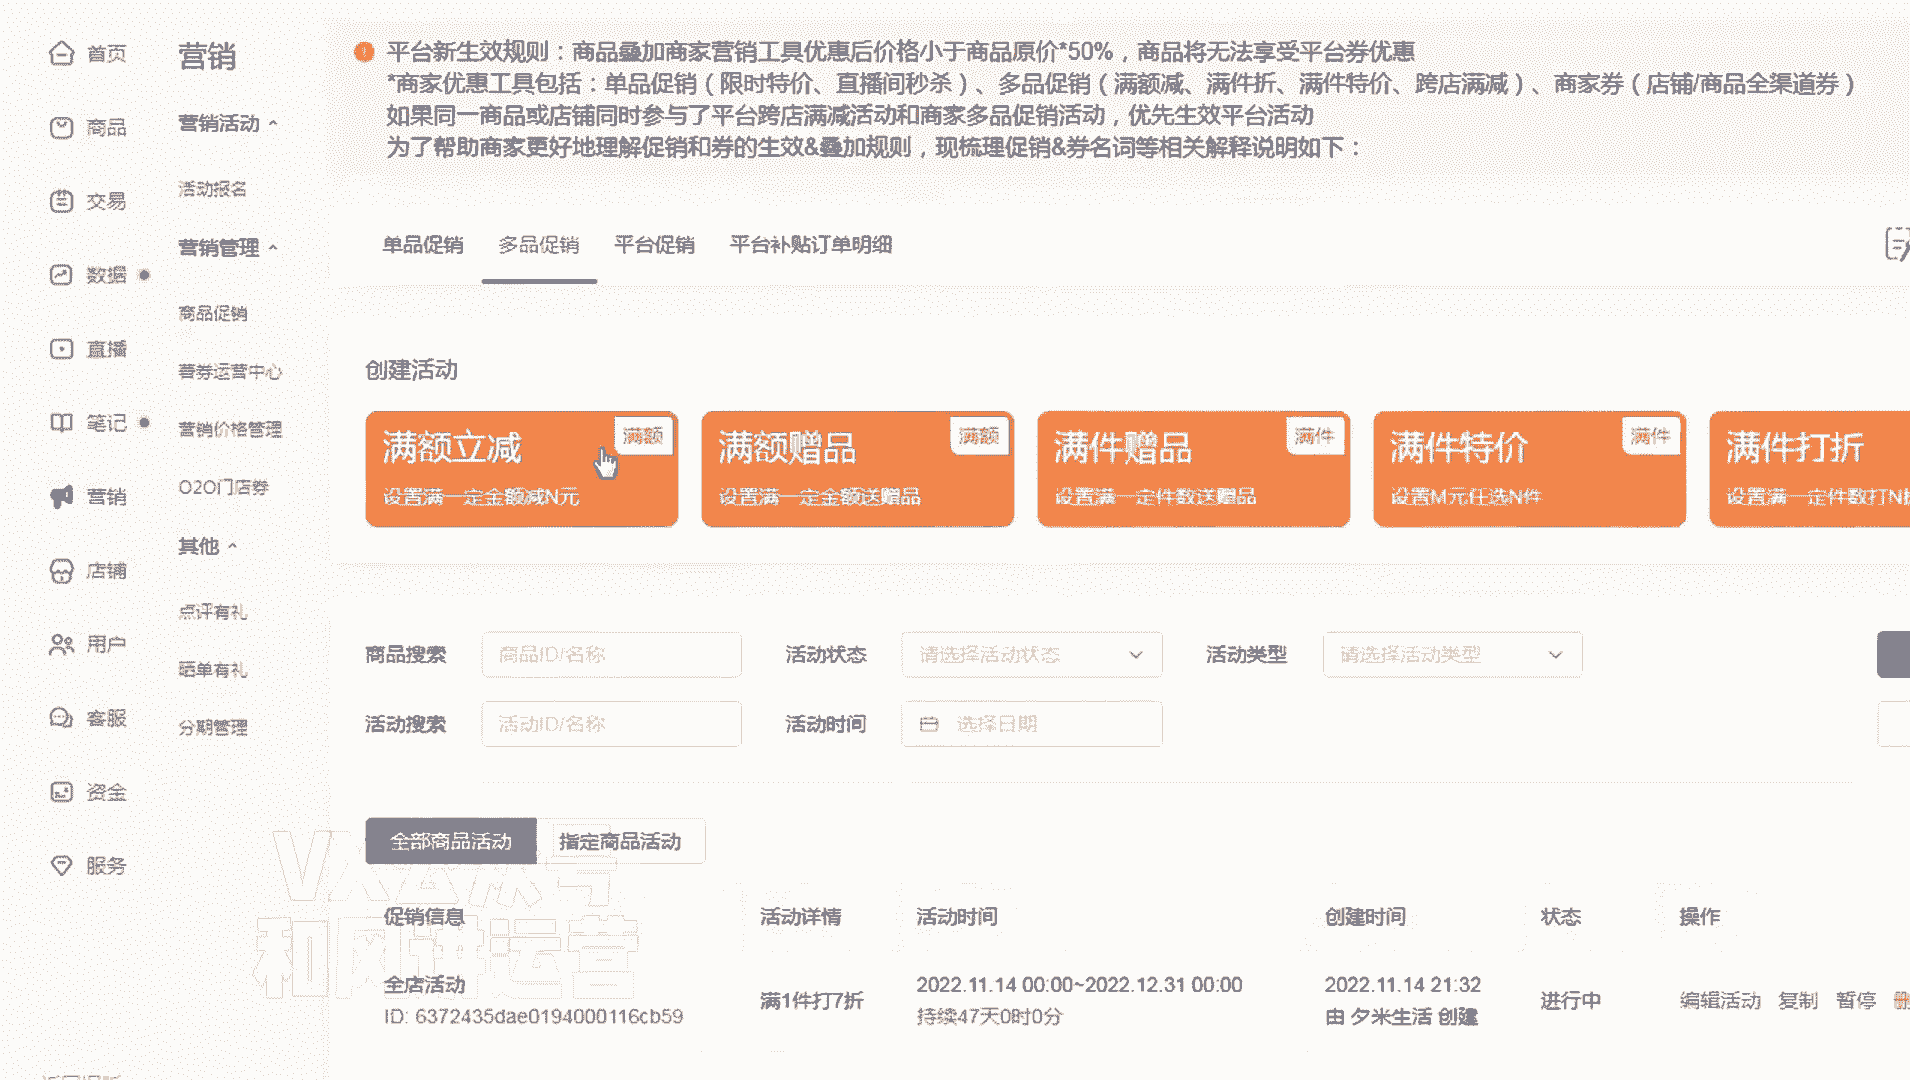 首页
商品
交易
数据
直播
笔记
营销
店铺
用户
客服
资金
服务
营销
营销活动
活动报名
营销管理
商品促销
薯券运营中心
营销价格管理
O2O门店券
其他
点评有礼
晒单有礼
分期管理
平台新生效规则：商品叠加商家营销工具优惠后价格小于商品原价*50%，商品将无法享受平台券优惠
*商家优惠工具包括：单品促销（限时特价、直播间秒杀）、多品促销（满额减、满件折、满件特价、跨店满减）、商家券（店铺/商品全渠道券）
如果同一商品或店铺同时参与了平台跨店满减活动和商家多品促销活动，优先生效平台活动
为了帮助商家更好地理解促销和券的生效&叠加规则，现梳理促销&券名词等相关解释说明如下：
单品促销 多品促销 平台促销 平台补贴订单明细
创建活动
满额立减 满额
设置满一定金额减N元
满额赠品 满额
设置满一定金额送赠品
满件赠品 满件
设置满一定件数送赠品
满件特价 满件
设置M元任选N件
满件打折
设置满一定件数打N
商品搜索 商品ID/名称 活动状态 请选择活动状态 活动类型 请选择活动类型
活动搜索 活动ID/名称 活动时间 选择日期
全部商品活动 指定商品活动
促销信息 活动详情 活动时间 创建时间 状态 操作
全店活动
ID: 6372435dae0194000116cb59
满1件打7折
2022.11.14 00:00~2022.12.31 00:00
持续47天0时0分
2022.11.14 21:32
由 夕米生活 创建
进行中
编辑活动 复制 暂停
VX公众号
和风讲运营